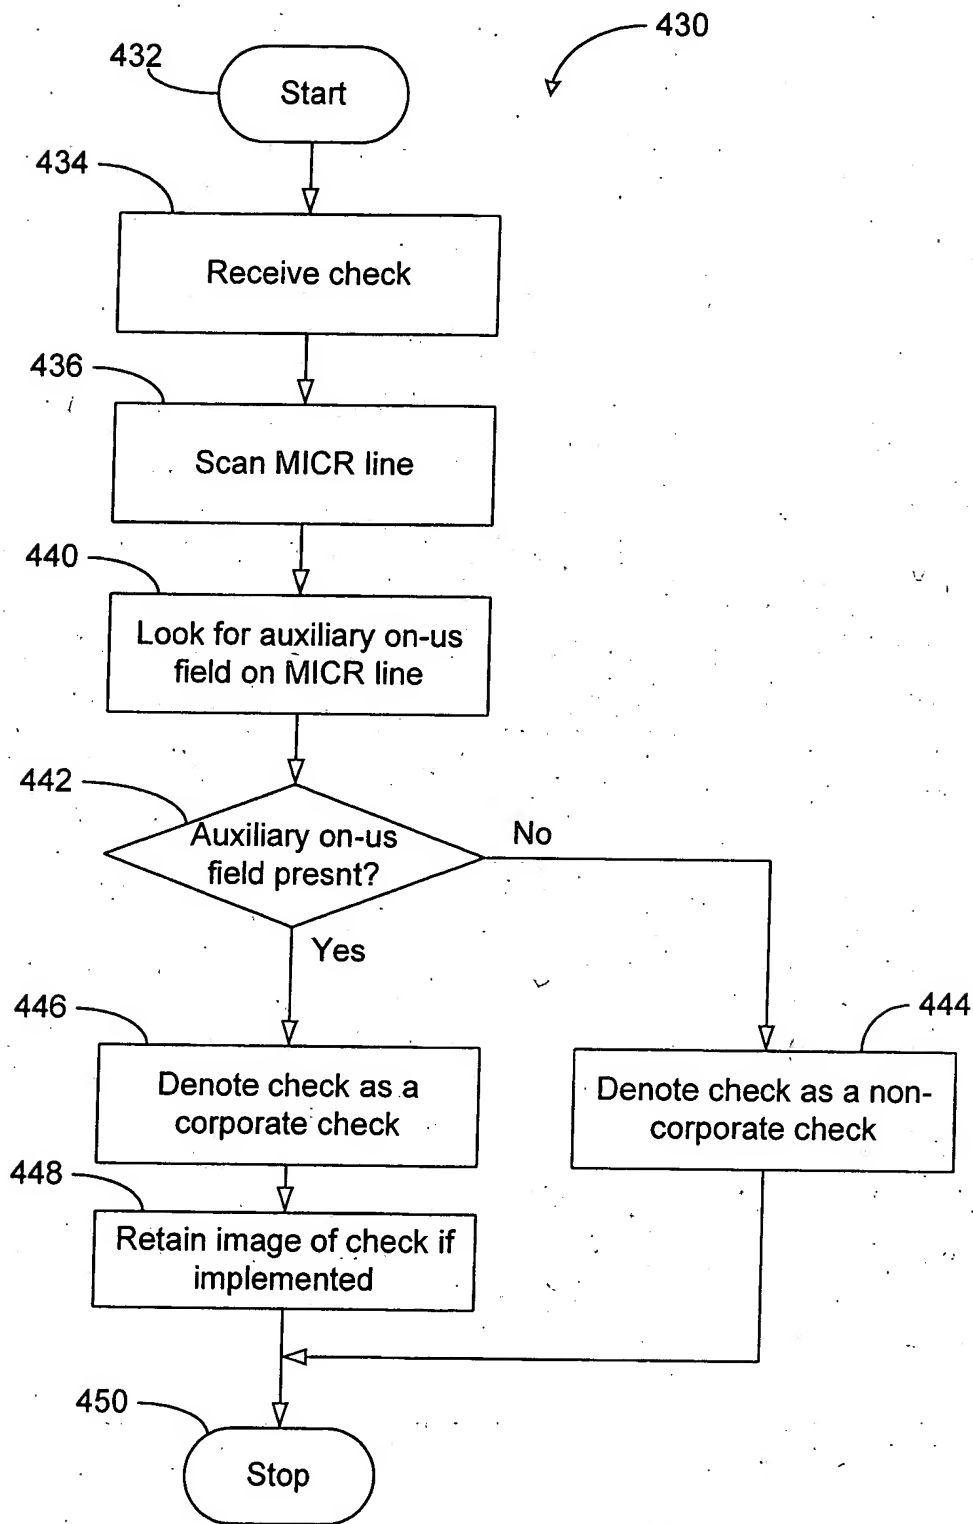 430
432
Start
434
Receive check
436
Scan MICR line
440
Look for auxiliary on-us
field on MICR line
442
Auxiliary on-us
field presnt?
No
Yes
446
Denote check as a
corporate check
444
Denote check as a non-
corporate check
448
Retain image of check if
implemented
450
Stop